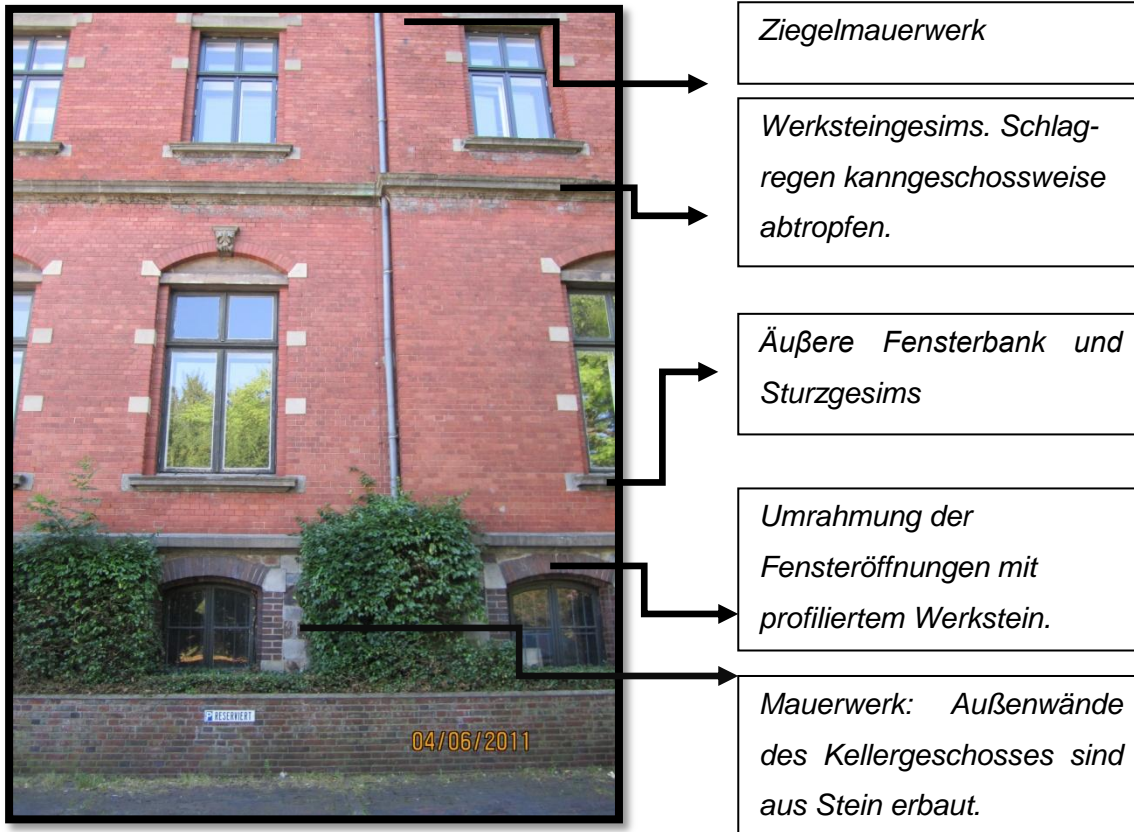 Ziegelmauerwerk
Werksteingesims. Schlag-
regen kanngeschossweise
abtropfen.
Äuβere Fensterbank und
Sturzgesims
Umrahmung der
Fensteröffnungen mit
profiliertem Werkstein.
Mauerwerk: Außenwände
des Kellergeschosses sind
aus Stein erbaut.
P RESERVIERT
04/06/2011